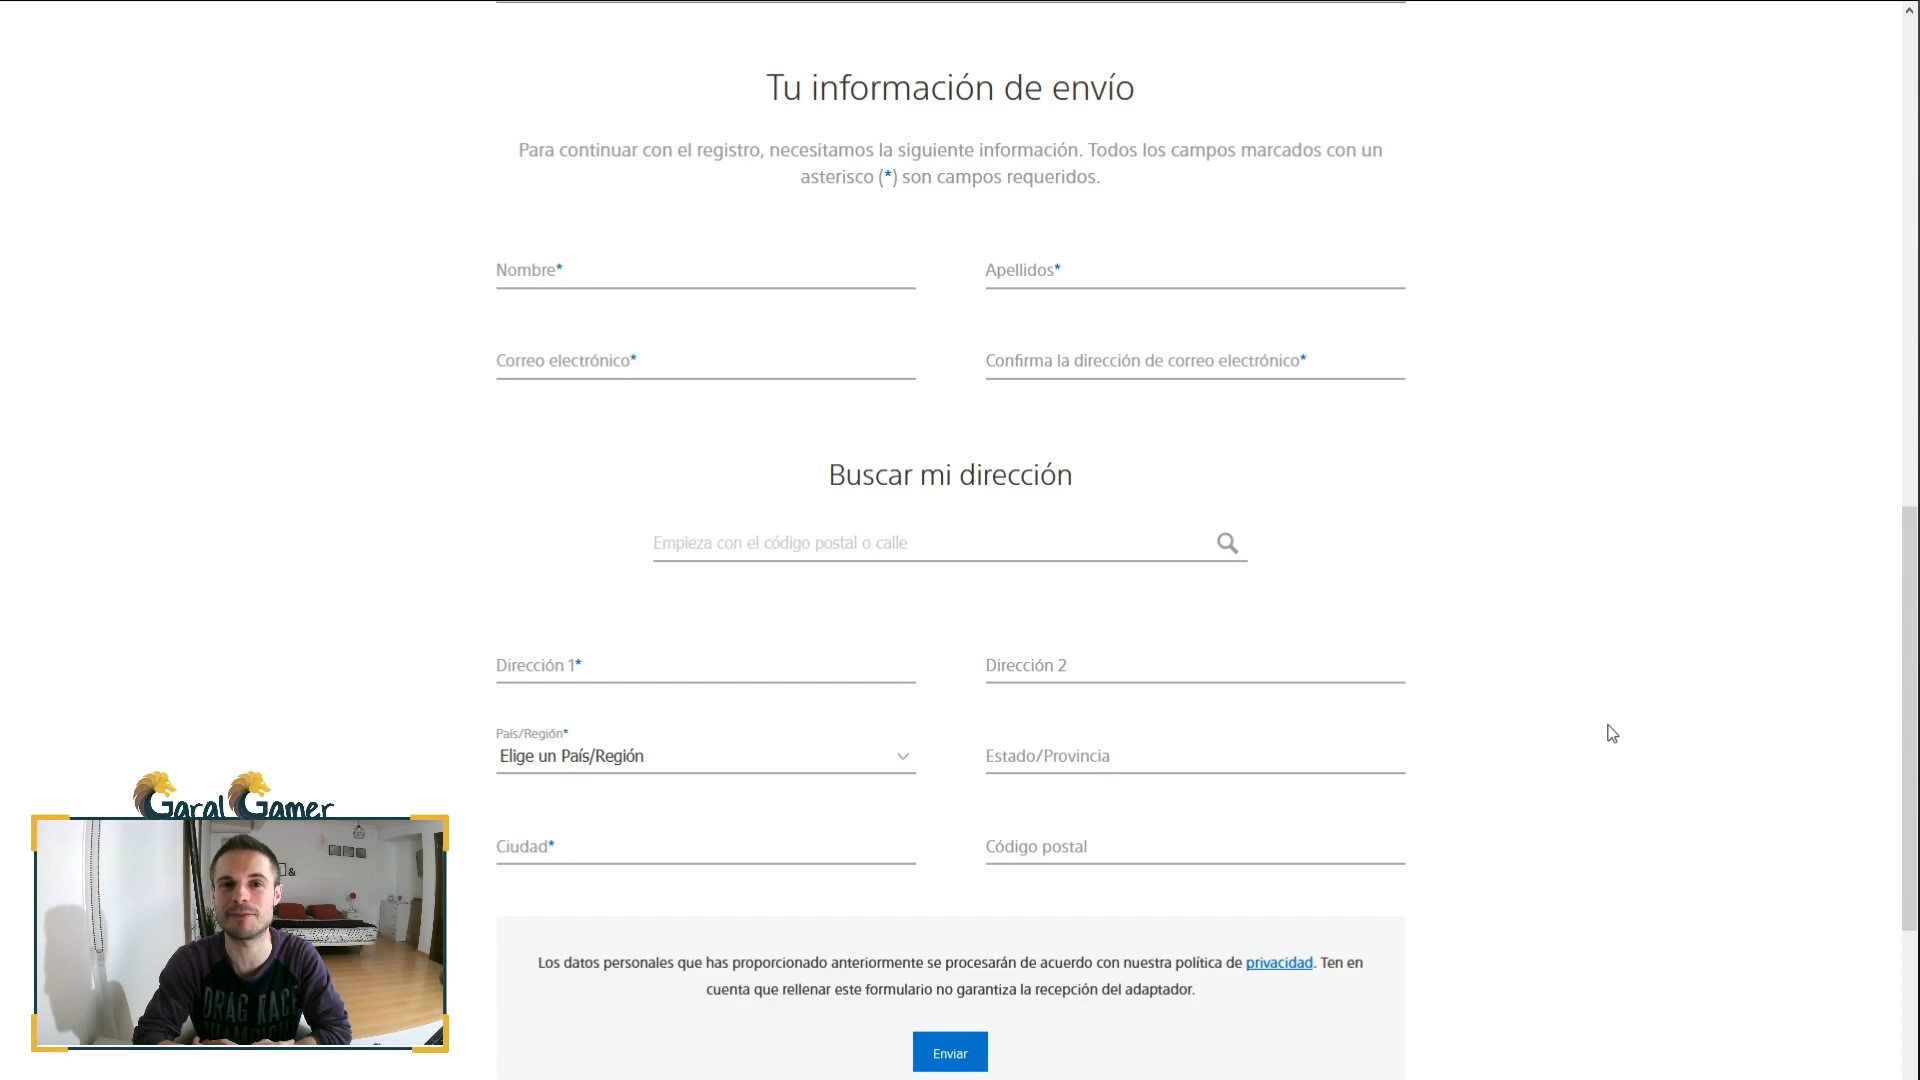 Tu información de envío
Para continuar con el registro, necesitamos la siguiente información. Todos los campos marcados con un
asterisco (*) son campos requeridos.
Nombre*
Apellidos*
Correo electrónico*
Confirma la dirección de correo electrónico*
Buscar mi dirección
Empieza con el código postal o calle
Dirección 1*
Dirección 2
País/Región*
Elige un País/Región
Estado/Provincia
Ciudad*
Código postal
Los datos personales que has proporcionado anteriormente se procesarán de acuerdo con nuestra política de privacidad. Ten en
cuenta que rellenar este formulario no garantiza la recepción del adaptador.
Enviar
Garal Gamer
&
DRAG RACE